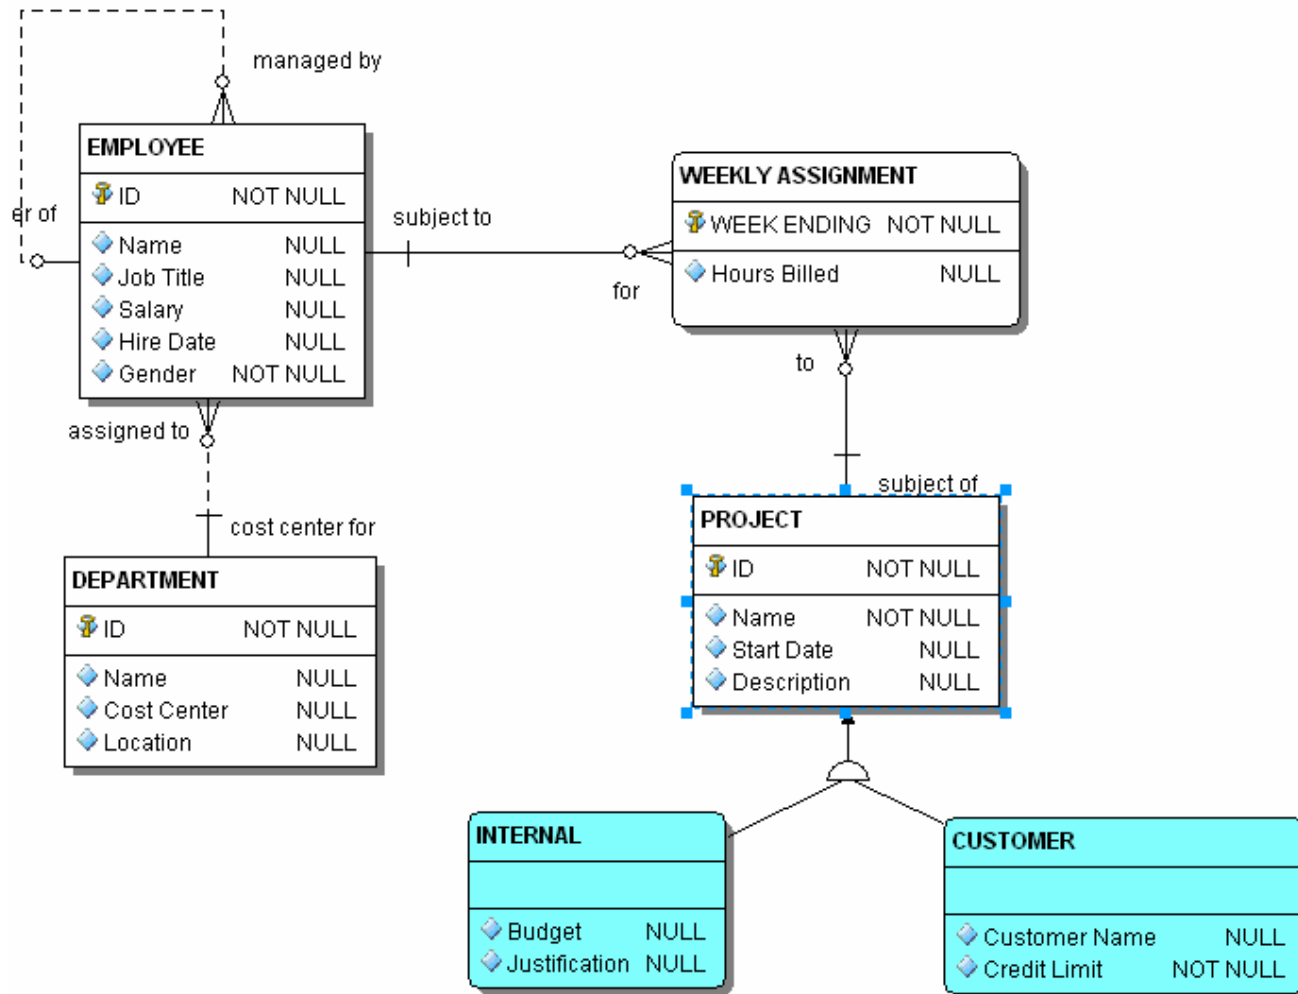 managed by
EMPLOYEE
ID NOT NULL
er of
Name NULL
Job Title NULL
Salary NULL
Hire Date NULL
Gender NOT NULL
subject to
for
WEEKLY ASSIGNMENT
WEEK ENDING NOT NULL
Hours Billed NULL
to
assigned to
cost center for
subject of
DEPARTMENT
ID NOT NULL
Name NULL
Cost Center NULL
Location NULL
PROJECT
ID NOT NULL
Name NOT NULL
Start Date NULL
Description NULL
INTERNAL
Budget NULL
Justification NULL
CUSTOMER
Customer Name NULL
Credit Limit NOT NULL